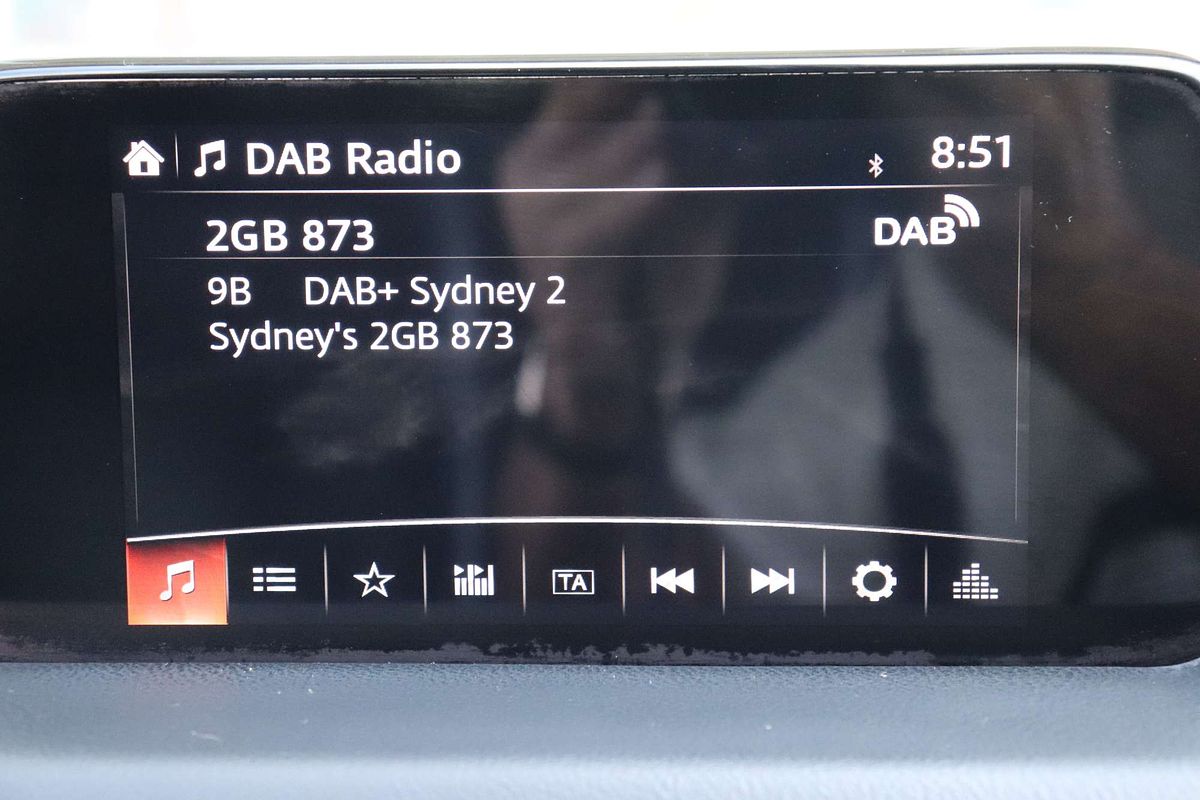 DAB Radio 8:51
2GB 873 DAB
9B DAB+ Sydney 2
Sydney's 2GB 873
TA